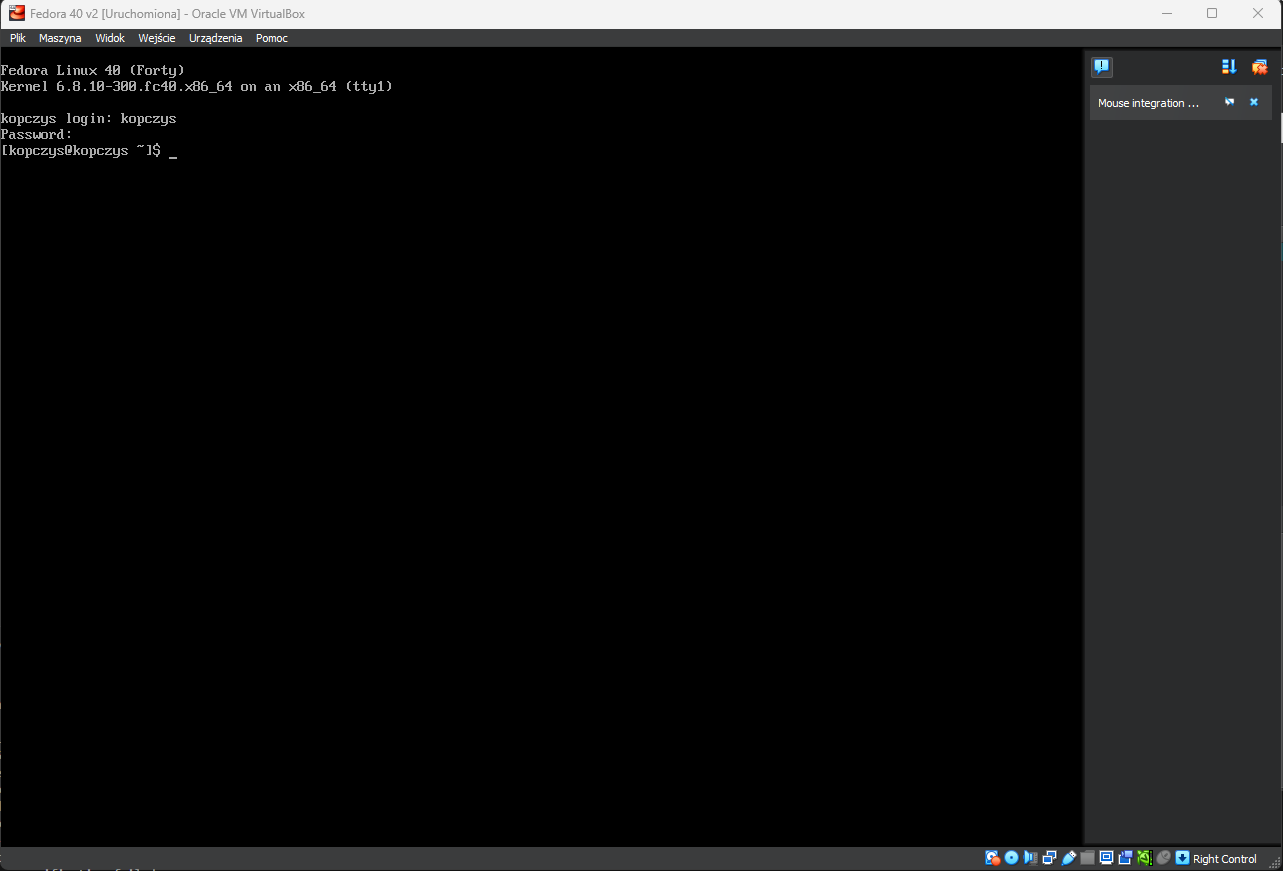 Fedora 40 v2 [Uruchomiona] - Oracle VM VirtualBox
Plik Maszyna Widok Wejście Urządzenia Pomoc
Fedora Linux 40 (Forty)
Kernel 6.8.10-300.fc40.x86_64 on an x86_64 (tty1)
kopczys login: kopczys
Password:
[kopczys@kopczys ~]$ _
Mouse integration ...
Right Control